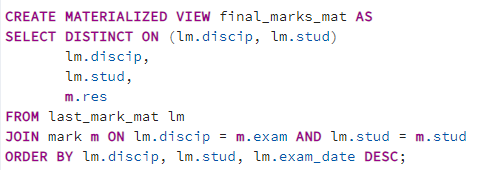 CREATE MATERIALIZED VIEW final_marks_mat AS
SELECT DISTINCT ON (lm.discip, lm.stud)
lm.discip,
lm.stud,
m.res
FROM last_mark_mat lm
JOIN mark m ON lm.discip = m.exam AND lm.stud = m.stud
ORDER BY lm.discip, lm.stud, lm.exam_date DESC;